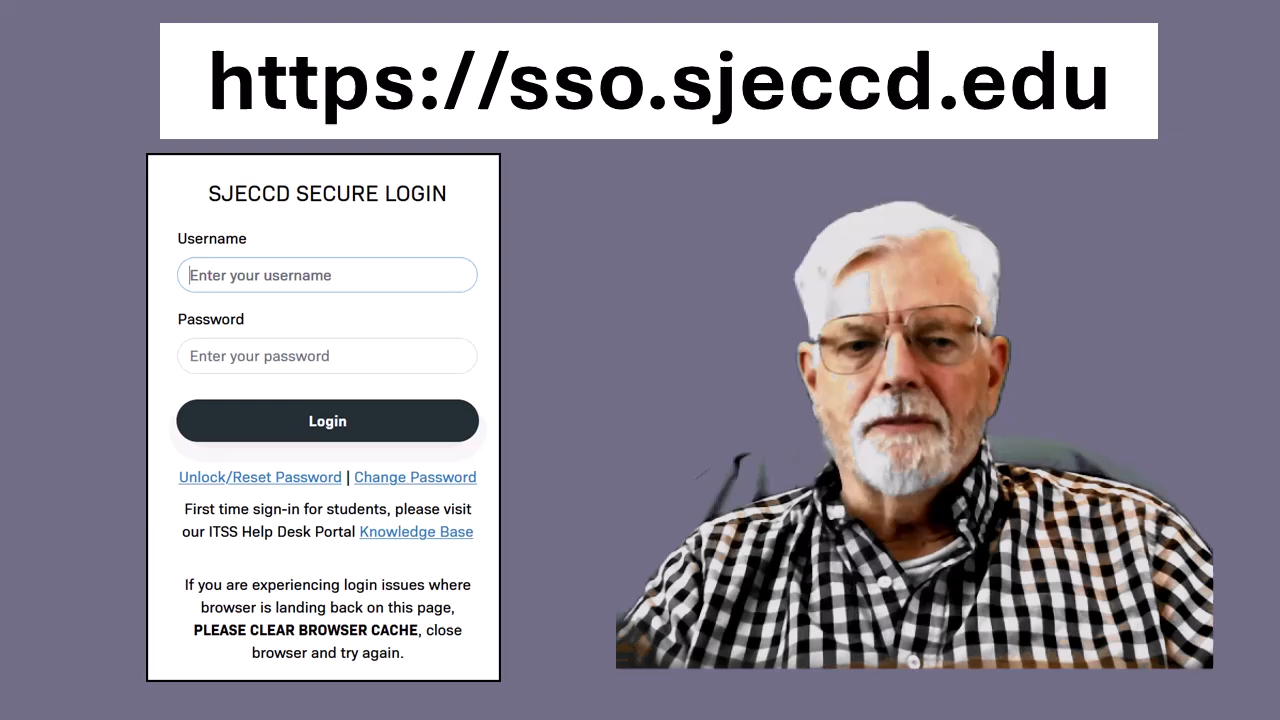 https://sso.sjeccd.edu
SJECCD SECURE LOGIN
Username
Enter your username
Password
Enter your password
Login
Unlock/Reset Password | Change Password
First time sign-in for students, please visit
our ITSS Help Desk Portal Knowledge Base
If you are experiencing login issues where
browser is landing back on this page,
PLEASE CLEAR BROWSER CACHE, close
browser and try again.